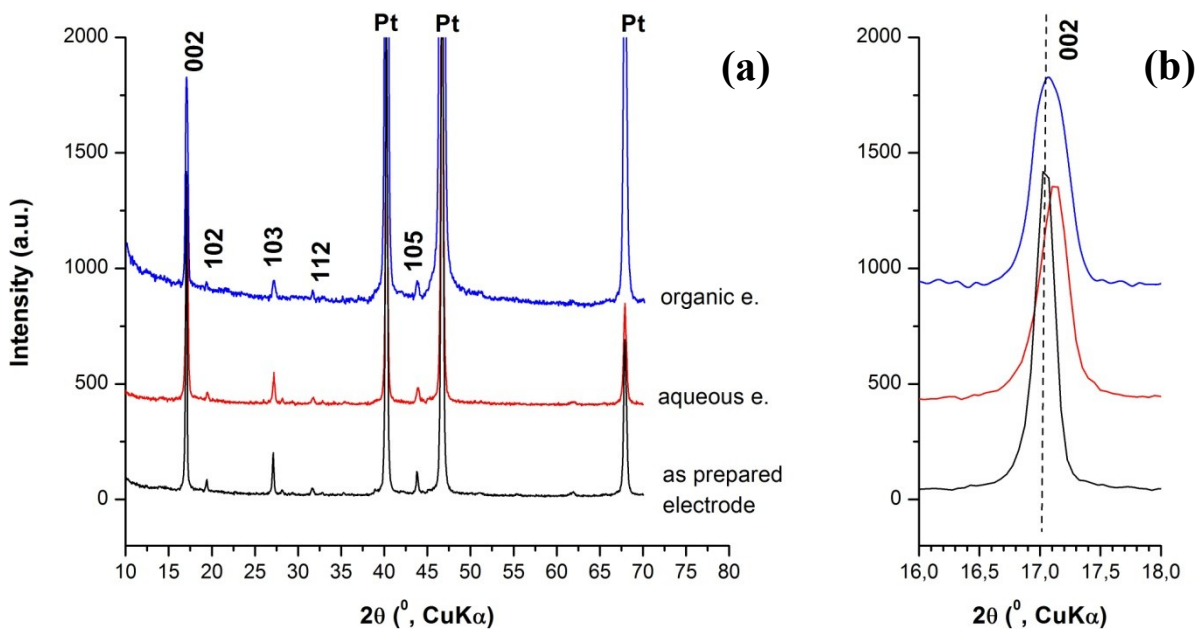 Pt
Pt
Pt
2000
002
(a)
1500
102
103
112
105
1000
organic e.
500
aqueous e.
as prepared
electrode
0
10 15 20 25 30 35 40 45 50 55 60 65 70 75 80
Intensity (a.u.)
2θ (⁰, CuKα)
2000
002
(b)
1500
1000
500
0
16,0 16,5 17,0 17,5 18,0
2θ (⁰, CuKα)